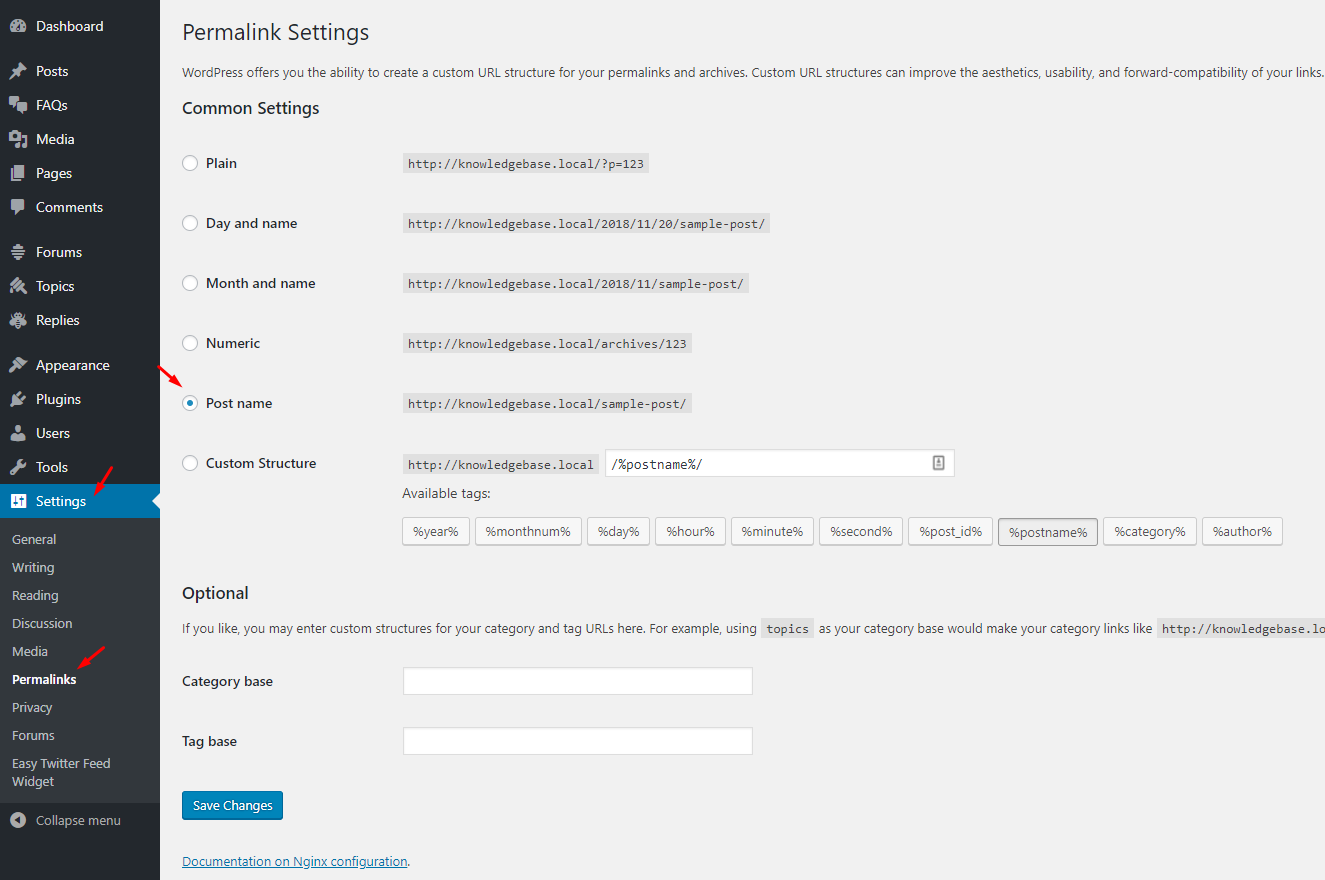 Dashboard
Posts
FAQs
Media
Pages
Comments
Forums
Topics
Replies
Appearance
Plugins
Users
Tools
Settings
General
Writing
Reading
Discussion
Media
Permalinks
Privacy
Forums
Easy Twitter Feed
Widget
Collapse menu
Permalink Settings
WordPress offers you the ability to create a custom URL structure for your permalinks and archives. Custom URL structures can improve the aesthetics, usability, and forward-compatibility of your links.
Common Settings
Plain http://knowledgebase.local/?p=123
Day and name http://knowledgebase.local/2018/11/20/sample-post/
Month and name http://knowledgebase.local/2018/11/sample-post/
Numeric http://knowledgebase.local/archives/123
Post name http://knowledgebase.local/sample-post/
Custom Structure http://knowledgebase.local /%postname%/
Available tags:
%year% %monthnum% %day% %hour% %minute% %second% %post_id% %postname% %category% %author%
Optional
If you like, you may enter custom structures for your category and tag URLs here. For example, using topics as your category base would make your category links like http://knowledgebase.lo
Category base
Tag base
Save Changes
Documentation on Nginx configuration.